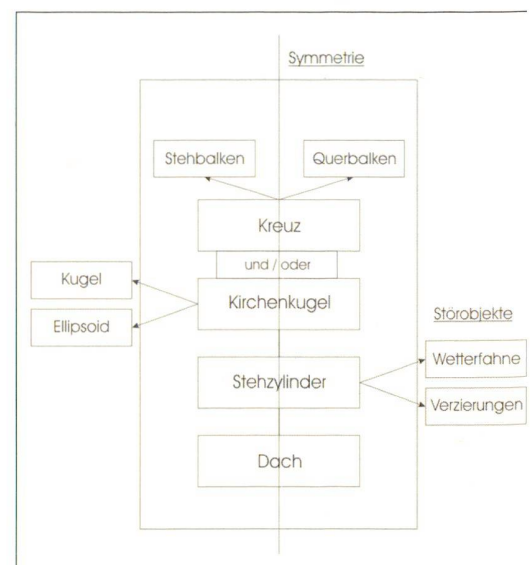 Symmetrie
Stehbalken
Querbalken
Kreuz
und / oder
Kugel
Kirchenkugel
Ellipsoid
Störobjekte
Wetterfahne
Stehzylinder
Verzierungen
Dach